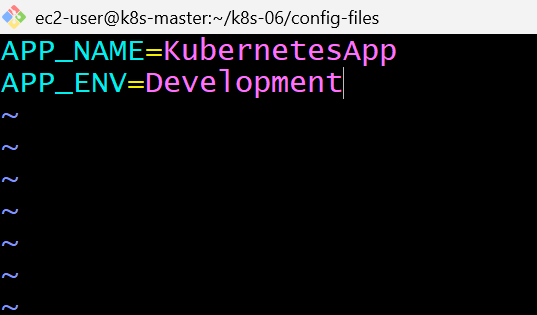 ec2-user@k8s-master:~/k8s-06/config-files
APP_NAME=KubernetesApp
APP_ENV=Development
~
~
~
~
~
~
~